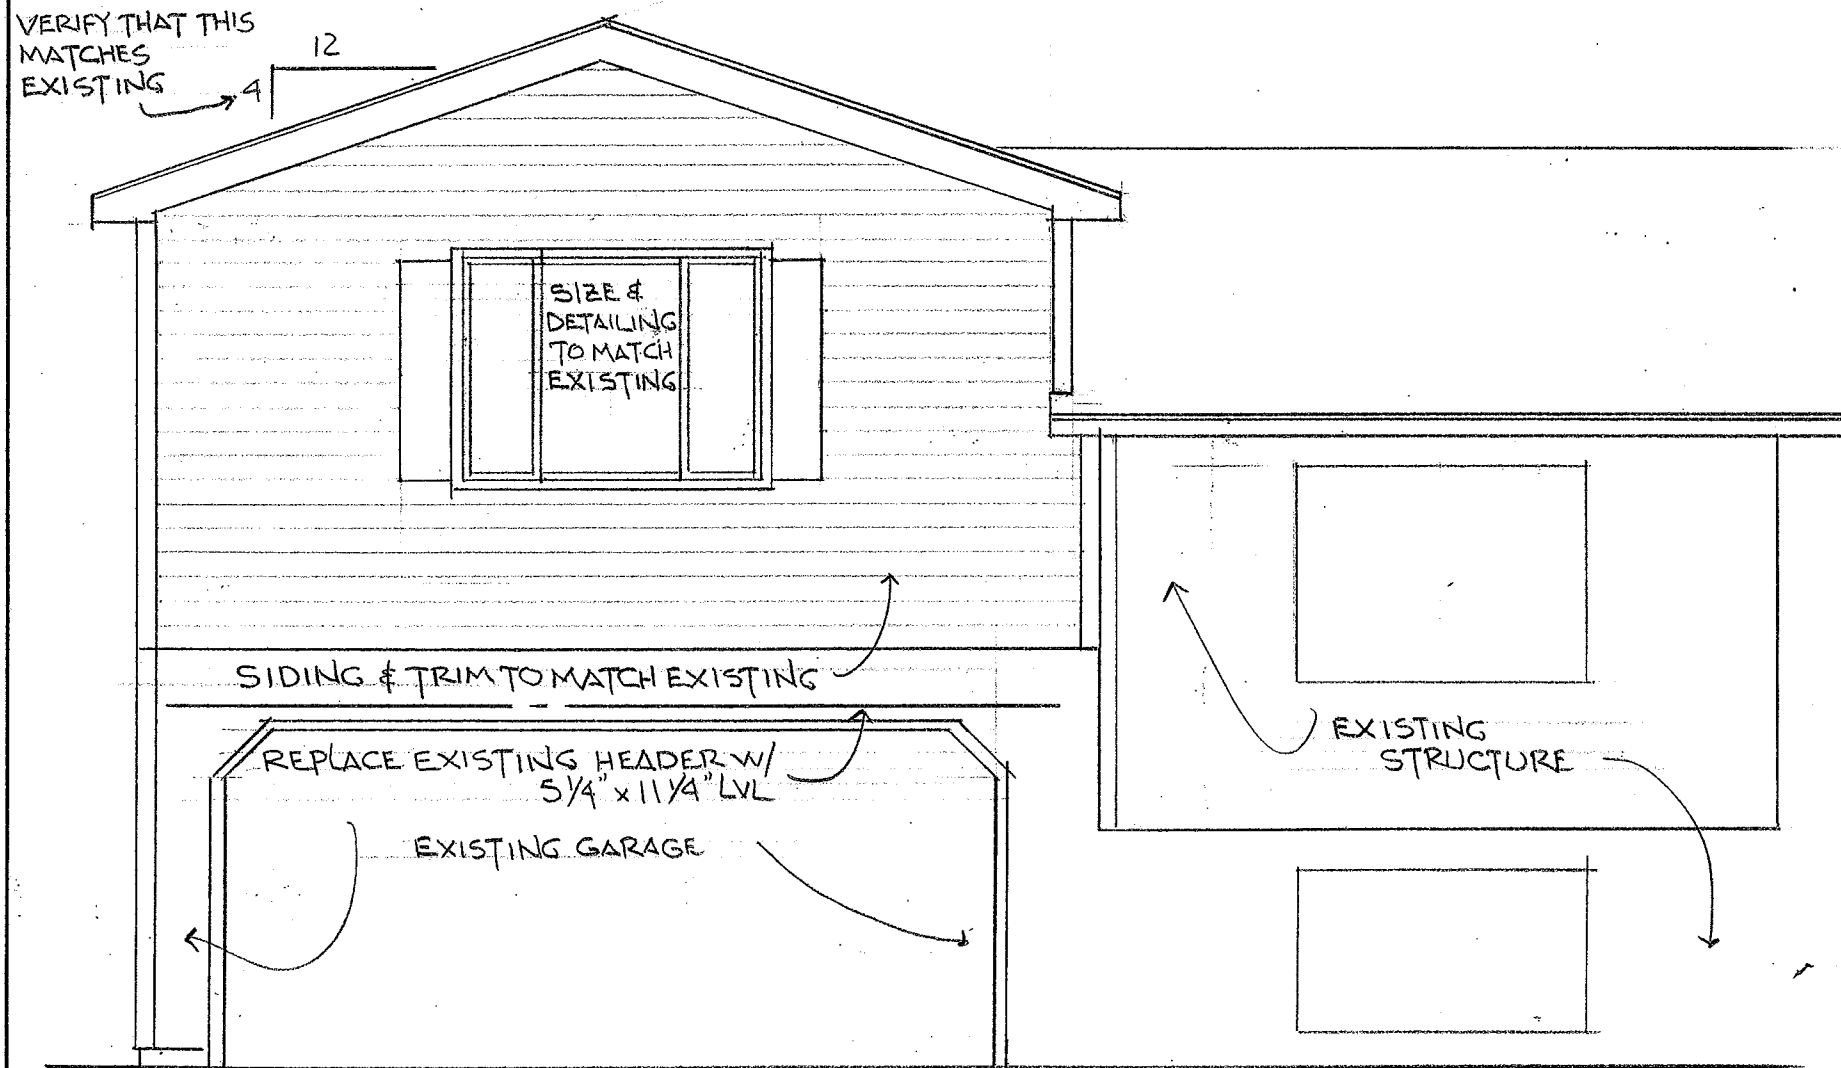 VERIFY THAT THIS
MATCHES
EXISTING
12
4
SIZE &
DETAILING
TO MATCH
EXISTING
SIDING & TRIM TO MATCH EXISTING
REPLACE EXISTING HEADER W/
5 1/4" x 11 1/4" LVL
EXISTING GARAGE
EXISTING
STRUCTURE